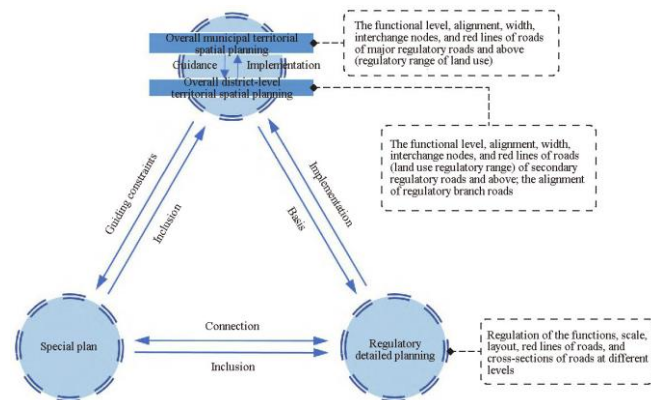 Overall municipal territorial
spatial planning
Guidance
Implementation
Overall district-level
territorial spatial planning
The functional level, alignment, width,
interchange nodes, and red lines of roads
of major regulatory roads and above
(regulatory range of land use)
The functional level, alignment, width,
interchange nodes, and red lines of roads
(land use regulatory range) of secondary
regulatory roads and above; the alignment
of regulatory branch roads
Guiding constraints
Inclusion
Implementation
Basis
Special plan
Connection
Inclusion
Regulatory
detailed planning
Regulation of the functions, scale,
layout, red lines of roads, and
cross-sections of roads at different
levels